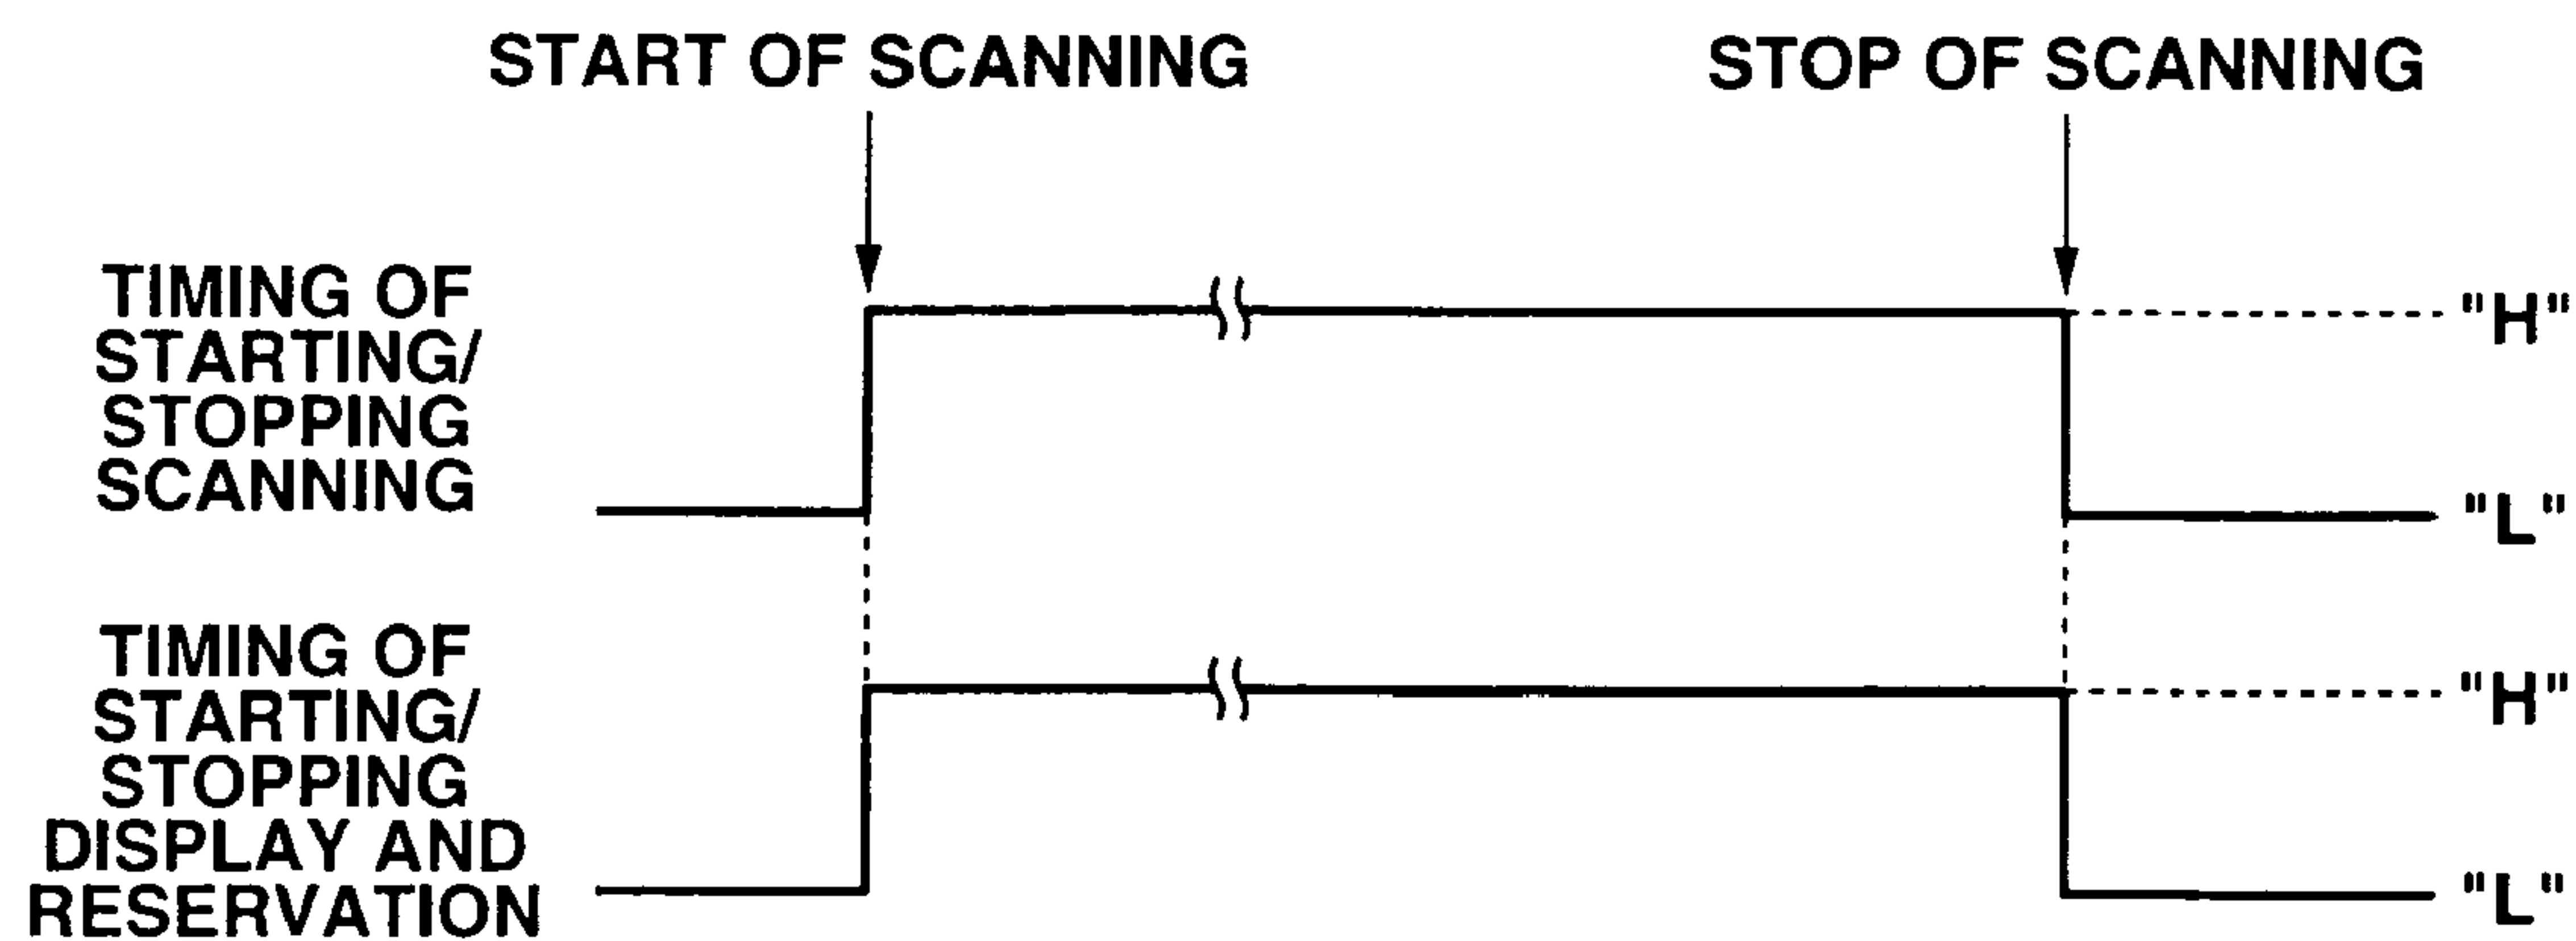 START OF SCANNING
STOP OF SCANNING
TIMING OF
STARTING/
STOPPING
SCANNING
"H"
"L"
TIMING OF
STARTING/
STOPPING
DISPLAY AND
RESERVATION
"H"
"L"